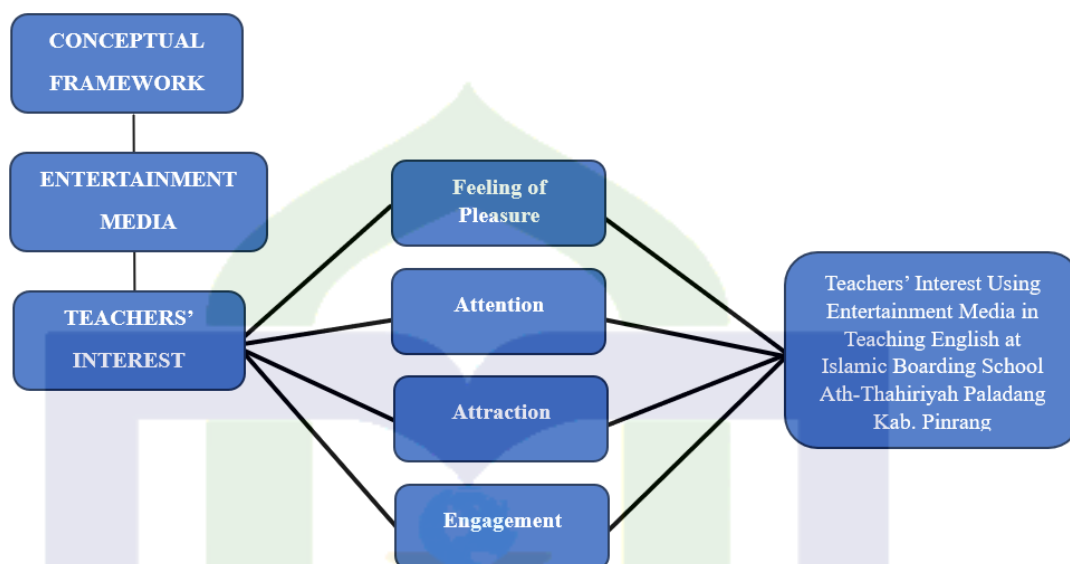 CONCEPTUAL
FRAMEWORK
ENTERTAINMENT
MEDIA
TEACHERS’
INTEREST
Feeling of
Pleasure
Attention
Attraction
Engagement
Teachers’ Interest Using
Entertainment Media in
Teaching English at
Islamic Boarding School
Ath-Thahiriyah Paladang
Kab. Pinrang